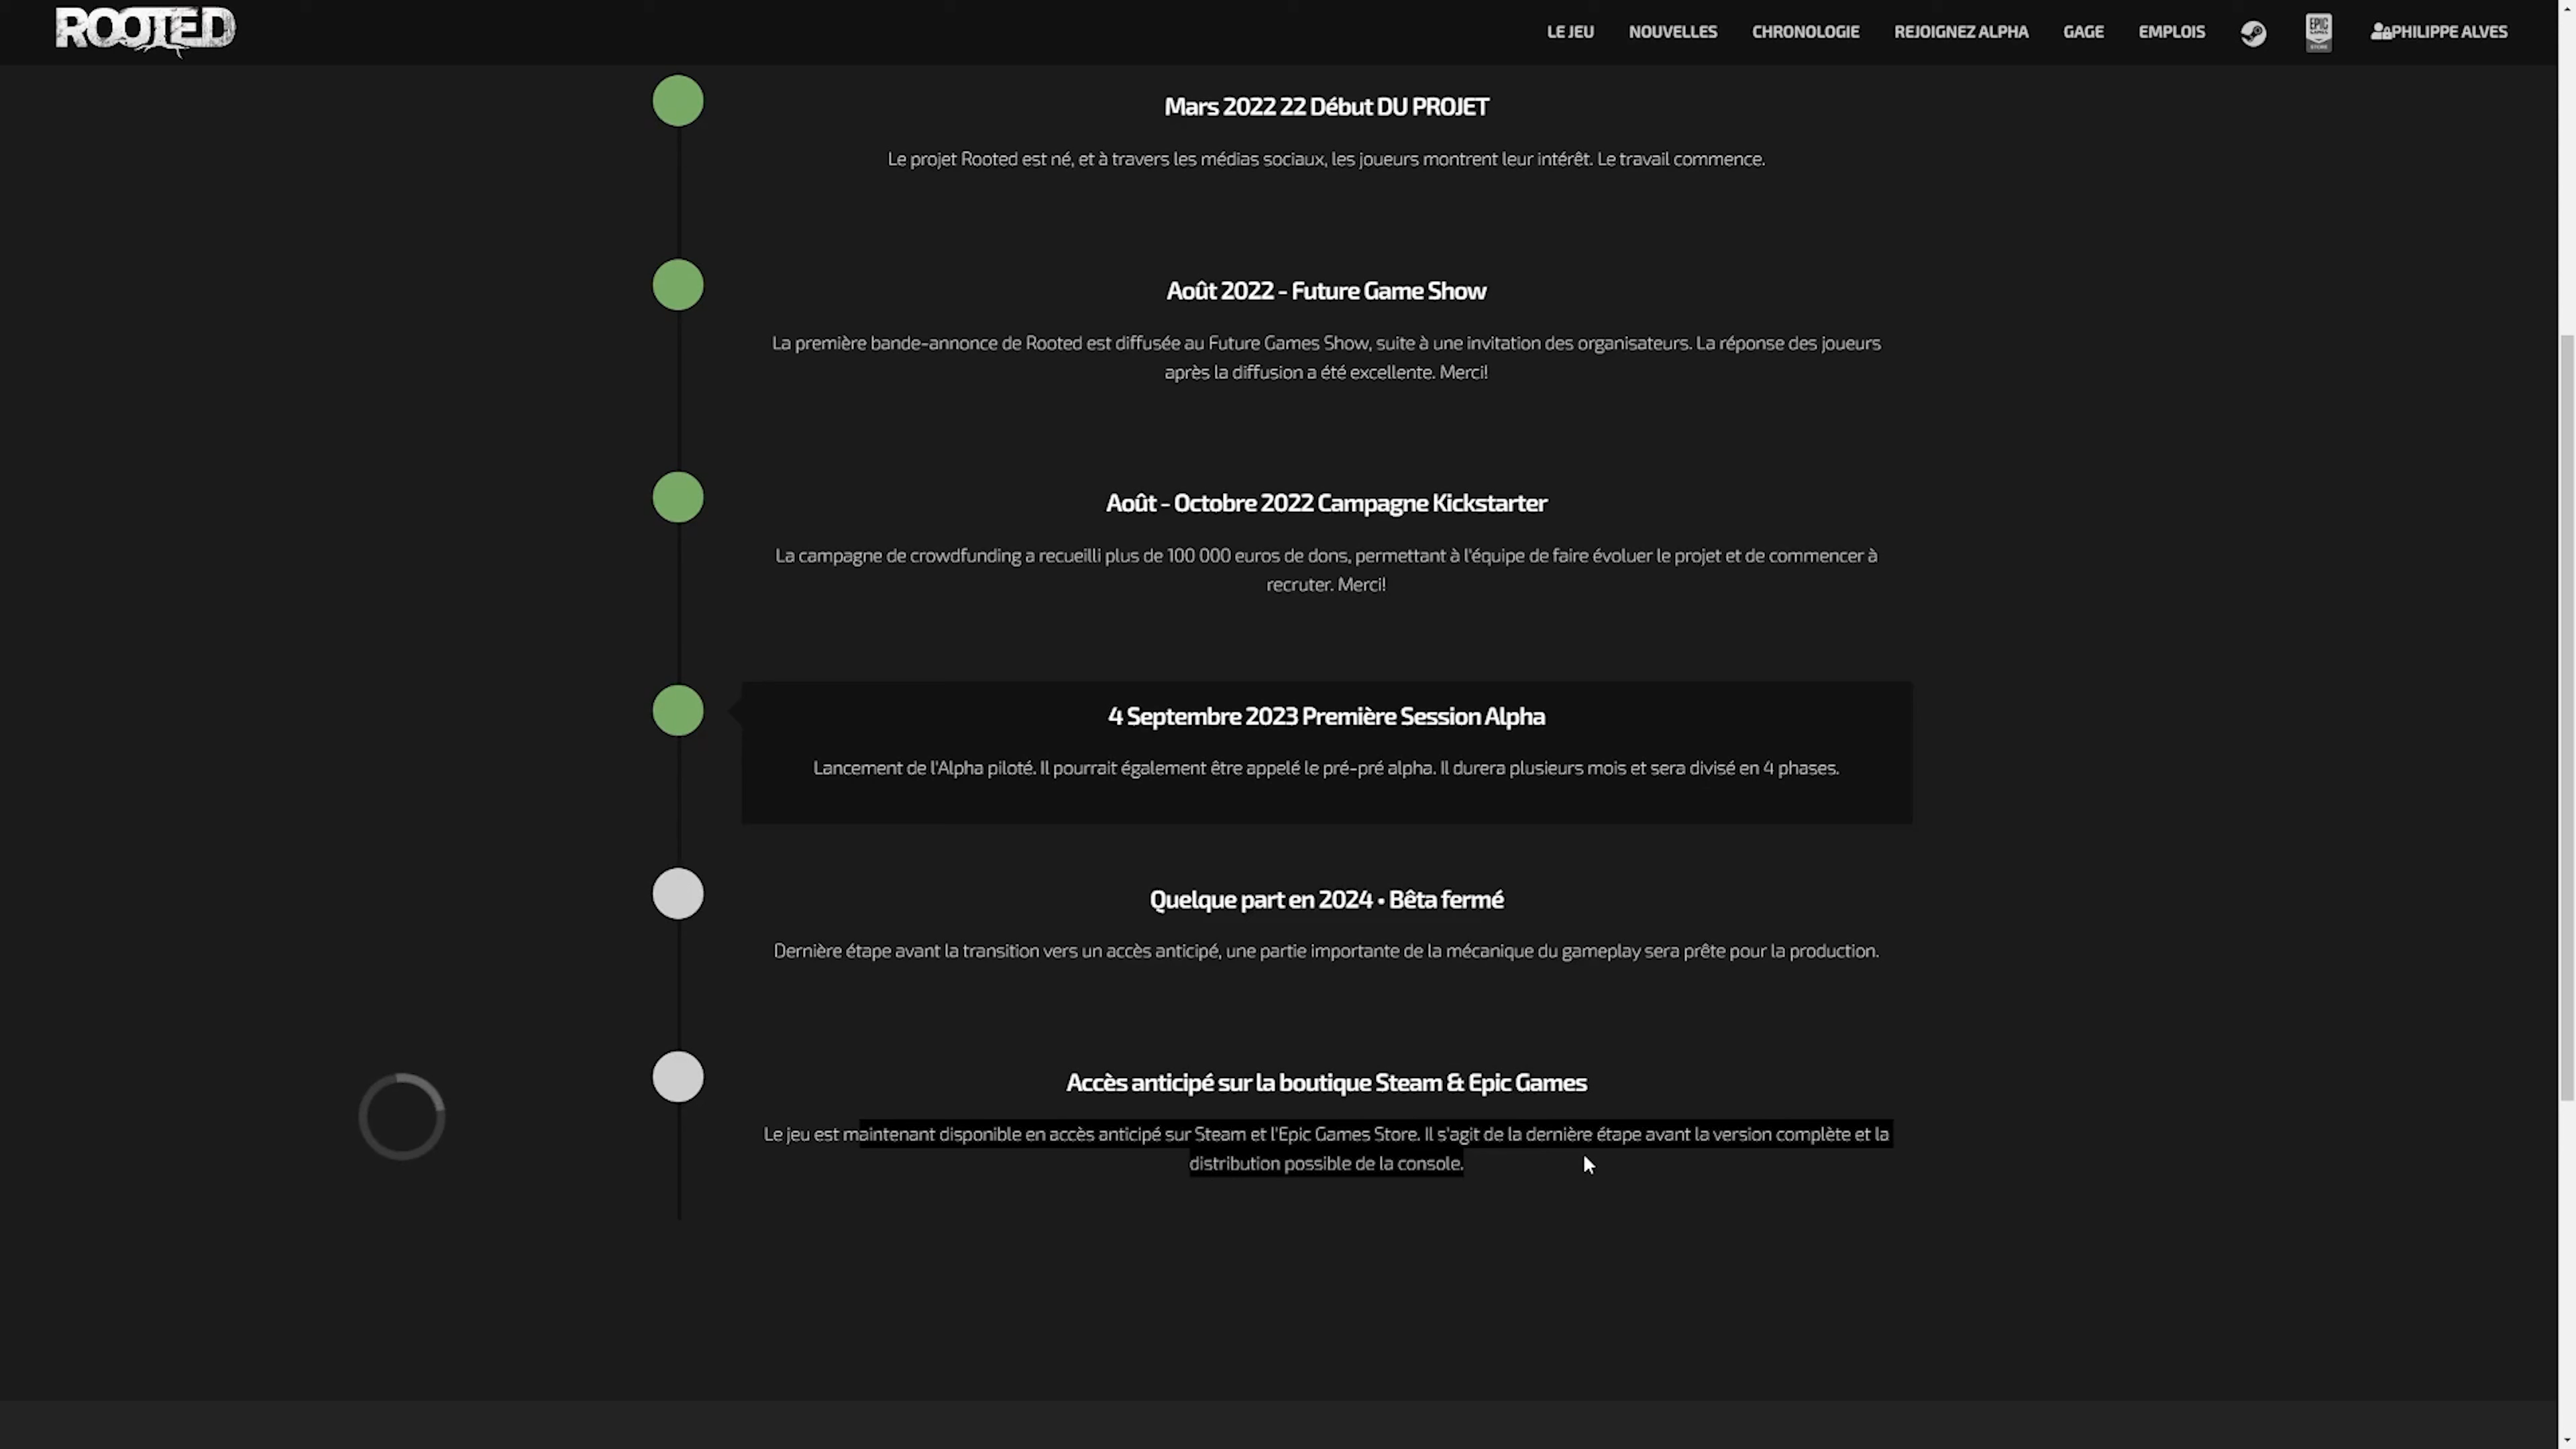 ROOTED
LE JEU NOUVELLES CHRONOLOGIE REJOIGNEZ ALPHA GAGE EMPLOIS EPIC GAMES STORE PHILIPPE ALVES
Mars 2022 22 Début DU PROJET
Le projet Rooted est né, et à travers les médias sociaux, les joueurs montrent leur intérêt. Le travail commence.
Août 2022 - Future Game Show
La première bande-annonce de Rooted est diffusée au Future Games Show, suite à une invitation des organisateurs. La réponse des joueurs
après la diffusion a été excellente. Merci!
Août - Octobre 2022 Campagne Kickstarter
La campagne de crowdfunding a recueilli plus de 100 000 euros de dons, permettant à l'équipe de faire évoluer le projet et de commencer à
recruter. Merci!
4 Septembre 2023 Première Session Alpha
Lancement de l'Alpha piloté. Il pourrait également être appelé le pré-pré alpha. Il durera plusieurs mois et sera divisé en 4 phases.
Quelque part en 2024 • Bêta fermé
Dernière étape avant la transition vers un accès anticipé, une partie importante de la mécanique du gameplay sera prête pour la production.
Accès anticipé sur la boutique Steam & Epic Games
Le jeu est maintenant disponible en accès anticipé sur Steam et l'Epic Games Store. Il s'agit de la dernière étape avant la version complète et la
distribution possible de la console.